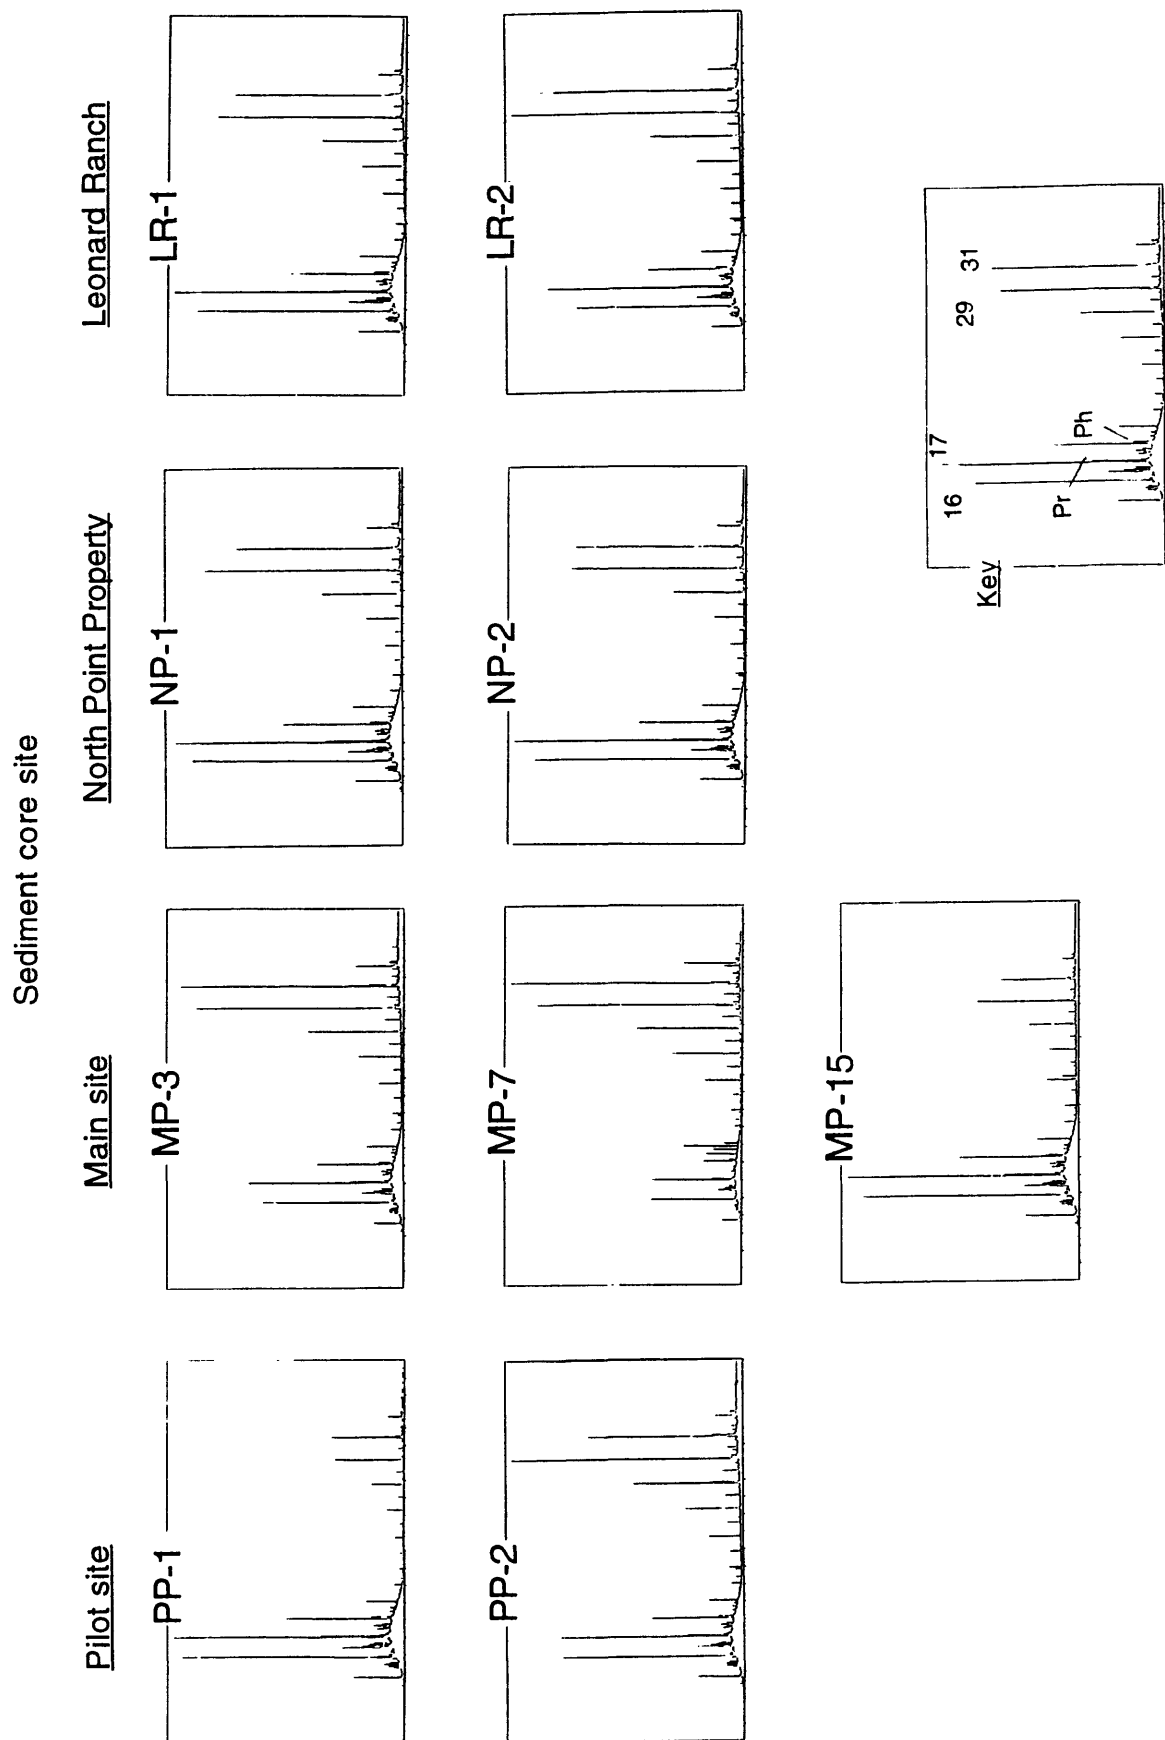 Sediment core site
Pilot site
Main site
North Point Property
Leonard Ranch
PP-1
MP-3
NP-1
LR-1
PP-2
MP-7
NP-2
LR-2
MP-15
Key
16
17
Pr
Ph
29
31